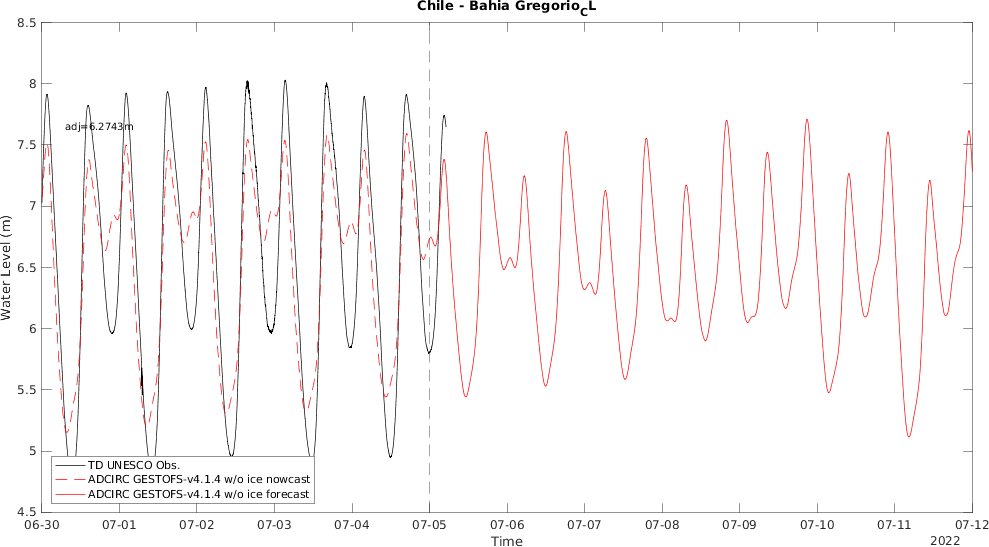 Chile - Bahia Gregorio_CL
8.5
8
adj=6.2743m
7.5
7
6.5
6
5.5
5
4.5
Water Level (m)
TD UNESCO Obs.
ADCIRC GESTOFS-v4.1.4 w/o ice nowcast
ADCIRC GESTOFS-v4.1.4 w/o ice forecast
06-30 07-01 07-02 07-03 07-04 07-05 07-06 07-07 07-08 07-09 07-10 07-11 07-12
Time
2022